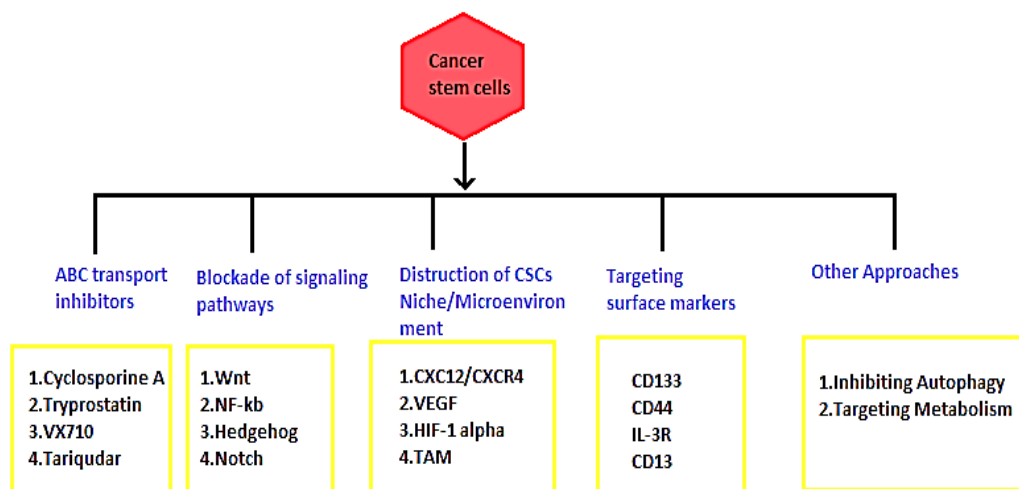 Cancer
stem cells
ABC transport
inhibitors
Blockade of signaling
pathways
Distruction of CSCs
Niche/Microenviron
ment
Targeting
surface markers
Other Approaches
1.Cyclosporine A
2.Tryprostatin
3.VX710
4.Tariqudar
1.Wnt
2.NF-kb
3.Hedgehog
4.Notch
1.CXC12/CXCR4
2.VEGF
3.HIF-1 alpha
4.TAM
CD133
CD44
IL-3R
CD13
1.Inhibiting Autophagy
2.Targeting Metabolism